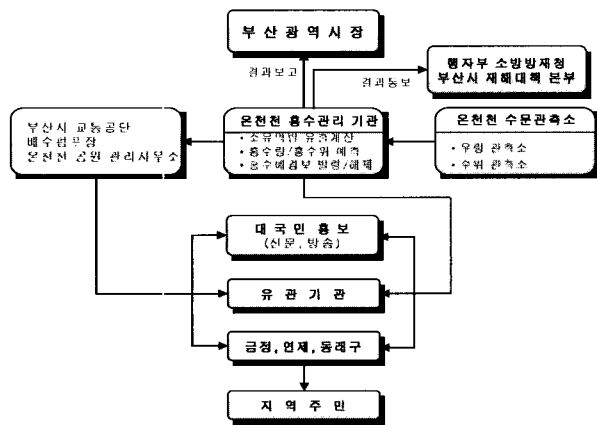 부산광역시장
결과보고
결과통보
행자부 소방방재청
부산시 재해대책 본부
부산시 교통공단
배수펌프장
온천천 공원 관리사무소
온천천 홍수관리 기관
• 소유역별 유출계산
• 홍수량/홍수위 예측
• 홍수예경보 발령/해제
온천천 수문관측소
• 우량 관측소
• 수위 관측소
대국민 홍보
(신문, 방송)
유관기관
금정, 연제, 동래구
지역주민